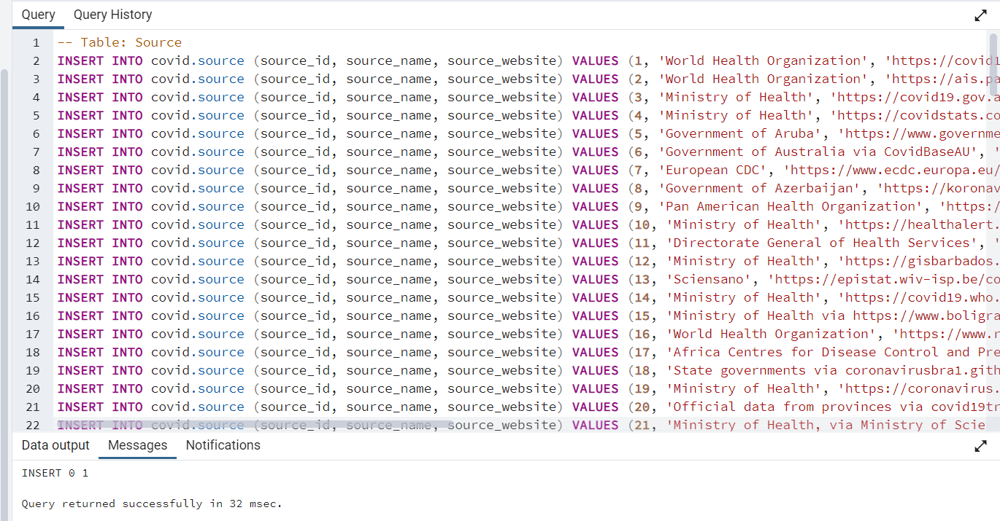 Query Query History
1 -- Table: Source
2 INSERT INTO covid.source (source_id, source_name, source_website) VALUES (1, 'World Health Organization', 'https://covid1
3 INSERT INTO covid.source (source_id, source_name, source_website) VALUES (2, 'World Health Organization', 'https://ais.pa
4 INSERT INTO covid.source (source_id, source_name, source_website) VALUES (3, 'Ministry of Health', 'https://covid19.gov.a
5 INSERT INTO covid.source (source_id, source_name, source_website) VALUES (4, 'Ministry of Health', 'https://covidstats.co
6 INSERT INTO covid.source (source_id, source_name, source_website) VALUES (5, 'Government of Aruba', 'https://www.governme
7 INSERT INTO covid.source (source_id, source_name, source_website) VALUES (6, 'Government of Australia via CovidBaseAU', '
8 INSERT INTO covid.source (source_id, source_name, source_website) VALUES (7, 'European CDC', 'https://www.ecdc.europa.eu/
9 INSERT INTO covid.source (source_id, source_name, source_website) VALUES (8, 'Government of Azerbaijan', 'https://koronav
10 INSERT INTO covid.source (source_id, source_name, source_website) VALUES (9, 'Pan American Health Organization', 'https:/
11 INSERT INTO covid.source (source_id, source_name, source_website) VALUES (10, 'Ministry of Health', 'https://healthalert.
12 INSERT INTO covid.source (source_id, source_name, source_website) VALUES (11, 'Directorate General of Health Services',
13 INSERT INTO covid.source (source_id, source_name, source_website) VALUES (12, 'Ministry of Health', 'https://gisbarbados.
14 INSERT INTO covid.source (source_id, source_name, source_website) VALUES (13, 'Sciensano', 'https://epistat.wiv-isp.be/co
15 INSERT INTO covid.source (source_id, source_name, source_website) VALUES (14, 'Ministry of Health', 'https://covid19.who.
16 INSERT INTO covid.source (source_id, source_name, source_website) VALUES (15, 'Ministry of Health via https://www.boligra
17 INSERT INTO covid.source (source_id, source_name, source_website) VALUES (16, 'World Health Organization', 'https://www.r
18 INSERT INTO covid.source (source_id, source_name, source_website) VALUES (17, 'Africa Centres for Disease Control and Pre
19 INSERT INTO covid.source (source_id, source_name, source_website) VALUES (18, 'State governments via coronavirusbra1.gith
20 INSERT INTO covid.source (source_id, source_name, source_website) VALUES (19, 'Ministry of Health', 'https://coronavirus.
21 INSERT INTO covid.source (source_id, source_name, source_website) VALUES (20, 'Official data from provinces via covid19tr
22 INSERT INTO covid.source (source_id, source_name, source_website) VALUES (21, 'Ministry of Health, via Ministry of Scie
Data output Messages Notifications
INSERT 0 1
Query returned successfully in 32 msec.